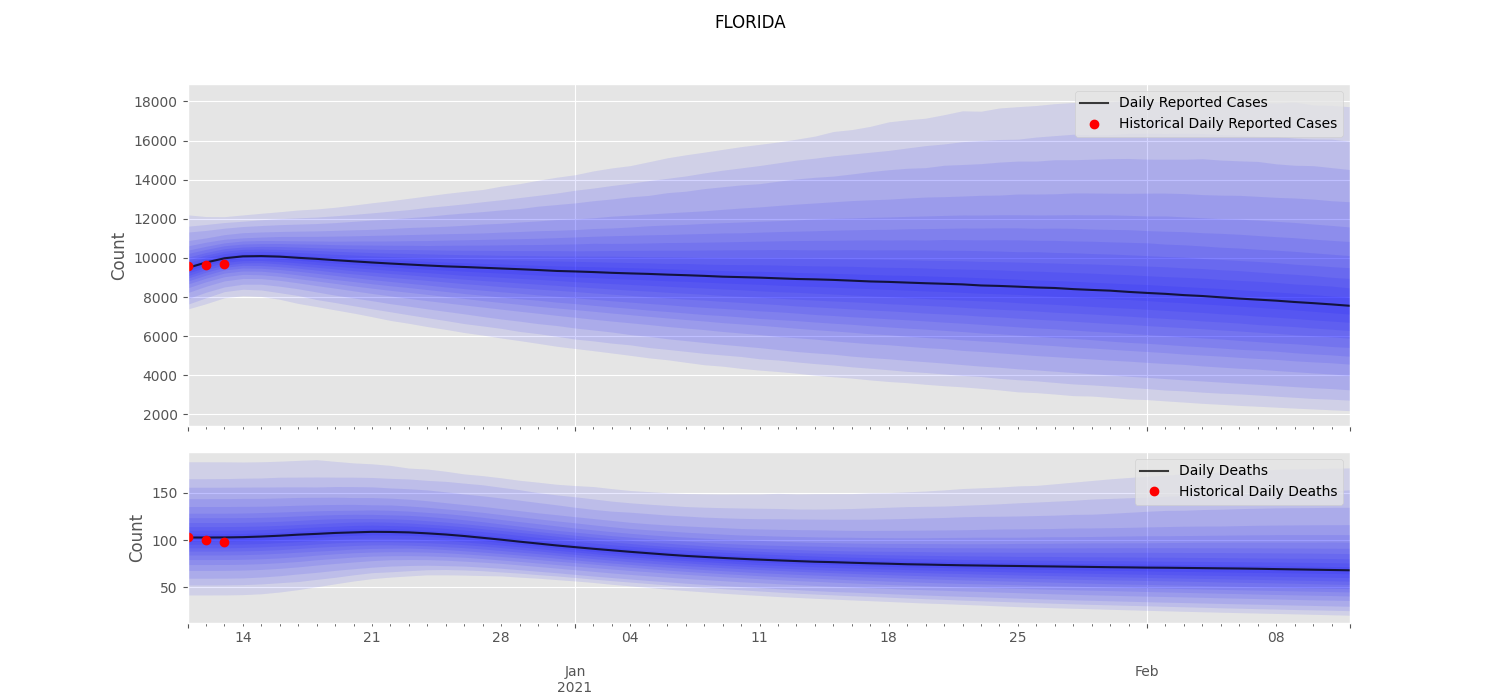 FLORIDA
18000
16000
14000
12000
10000
8000
6000
4000
2000
Count
Daily Reported Cases
Historical Daily Reported Cases
150
100
50
Count
Daily Deaths
Historical Daily Deaths
14 21 28 04 11 18 25 08
Jan Feb
2021